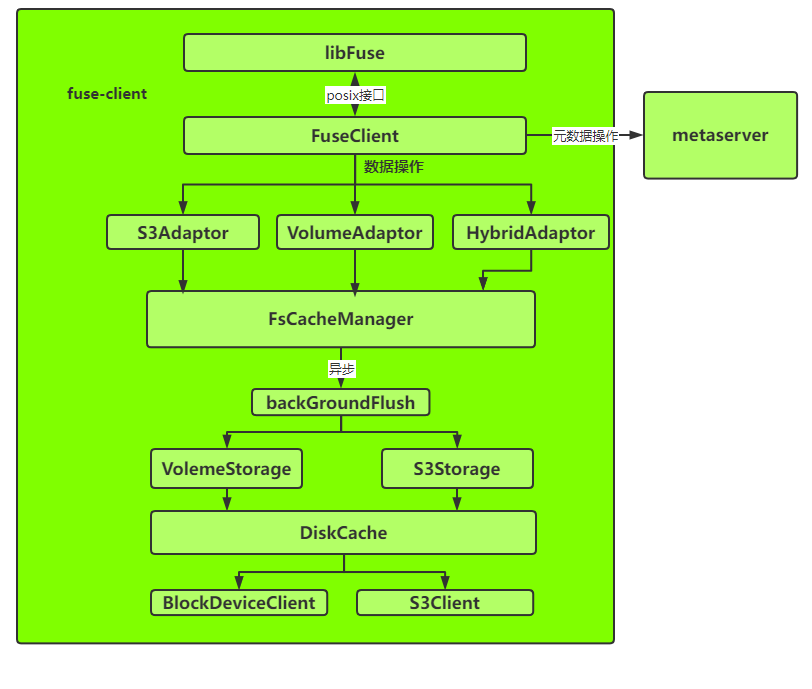 libFuse
fuse-client
posix接口
FuseClient
元数据操作
metaserver
数据操作
S3Adaptor
VolumeAdaptor
HybridAdaptor
FsCacheManager
异步
backGroundFlush
VolemeStorage
S3Storage
DiskCache
BlockDeviceClient
S3Client